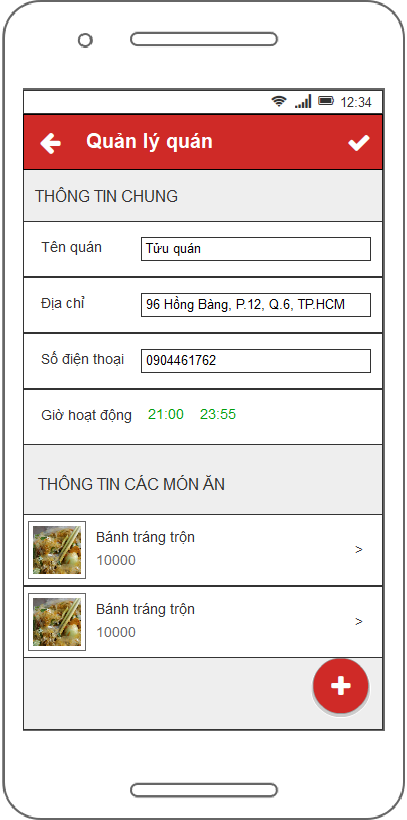 12:34
Quản lý quán
THÔNG TIN CHUNG
Tên quán Tửu quán
Địa chỉ 96 Hồng Bàng, P.12, Q.6, TP.HCM
Số điện thoại 0904461762
Giờ hoạt động 21:00 23:55
THÔNG TIN CÁC MÓN ĂN
Bánh tráng trộn
10000
>
Bánh tráng trộn
10000
>